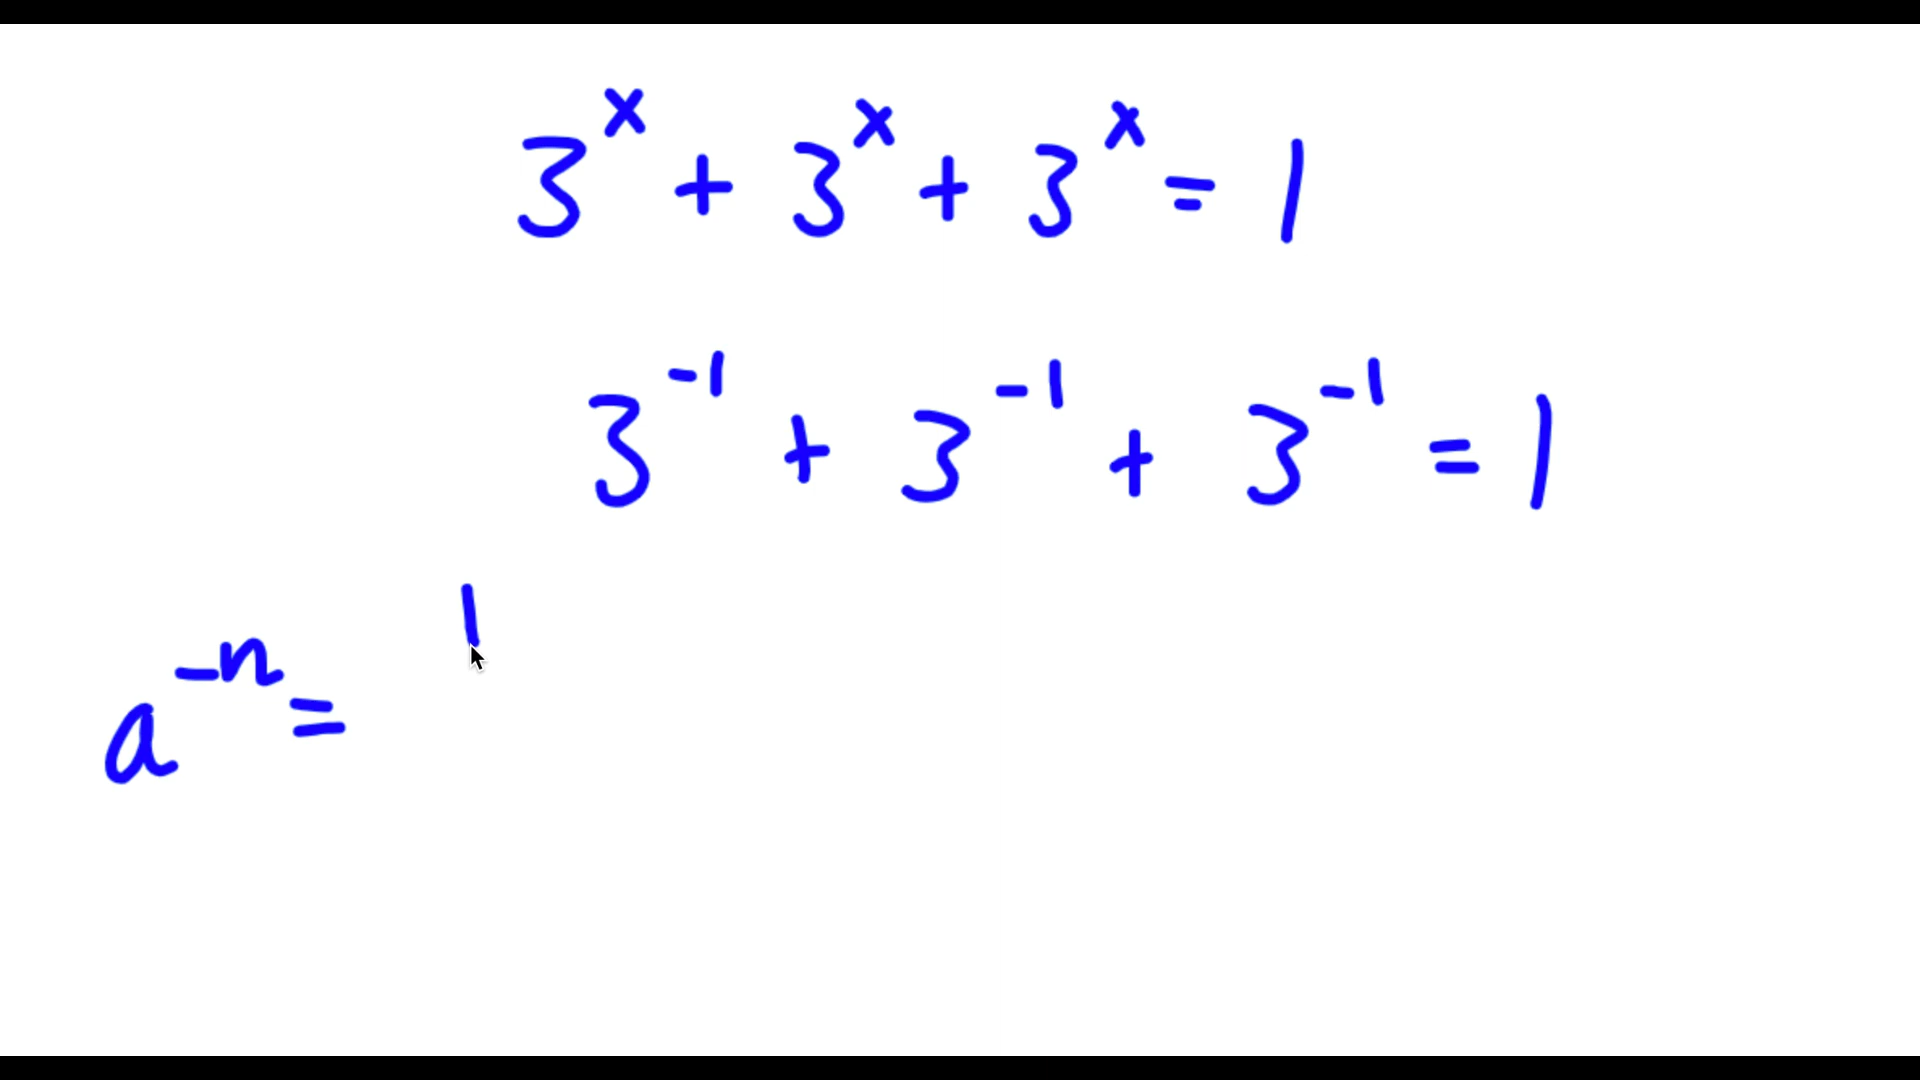 3^x + 3^x + 3^x = 1
3^-1 + 3^-1 + 3^-1 = 1
a^-n = 1